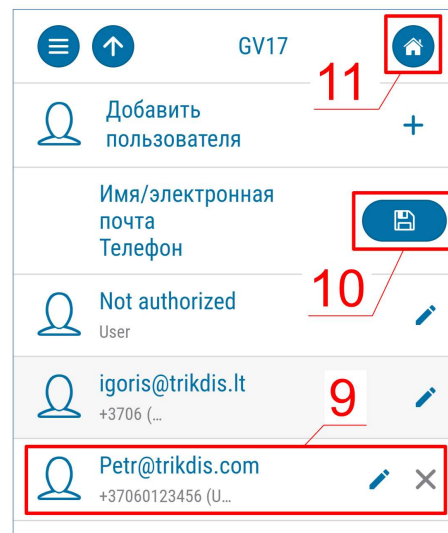 GV17
11
Добавить
пользователя
Имя/электронная
почта
Телефон
10
Not authorized
User
igoris@trikdis.lt
+3706 (...
9
Petr@trikdis.com
+37060123456 (U...